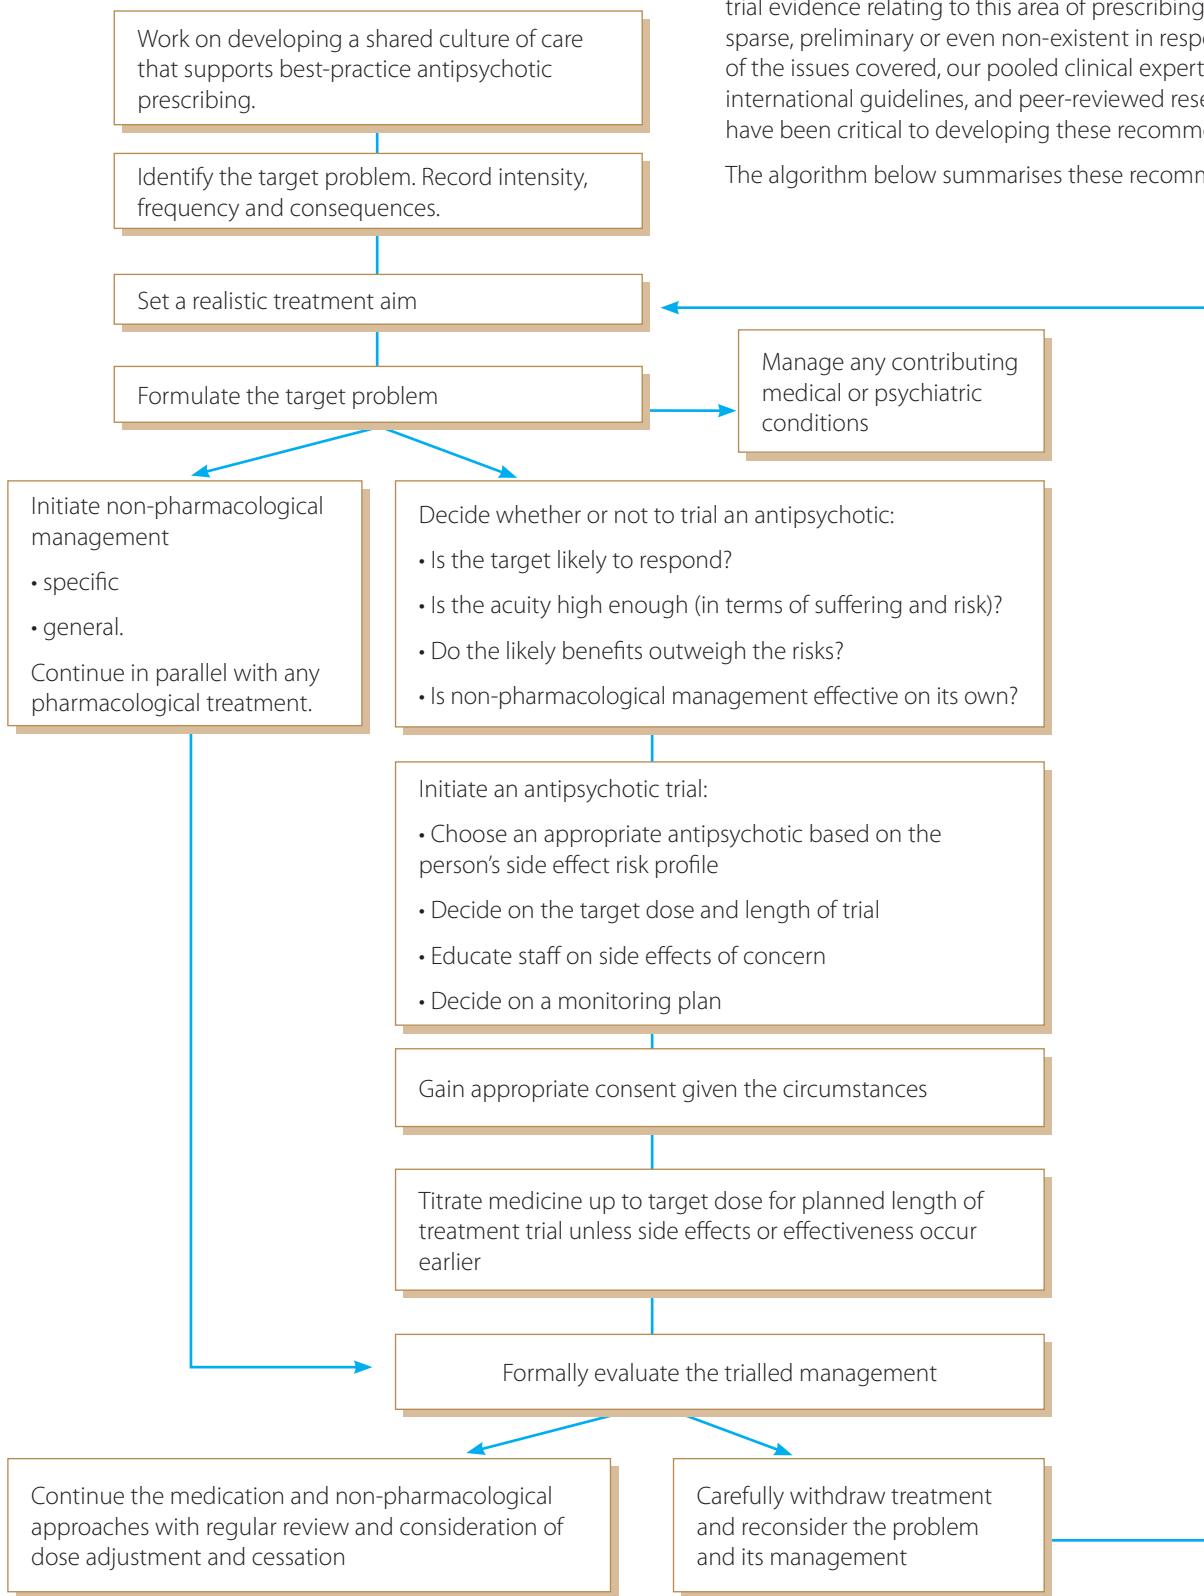 trial evidence relating to this area of prescribing
sparse, preliminary or even non-existent in
of the issues covered, our pooled clinical
international guidelines, and peer-reviewed
have been critical to developing these
The algorithm below summarises these
Work on developing a shared culture of care
that supports best-practice antipsychotic
prescribing.
Identify the target problem. Record intensity,
frequency and consequences.
Set a realistic treatment aim
Formulate the target problem
Manage any contributing
medical or psychiatric
conditions
Initiate non-pharmacological
management
• specific
• general.
Continue in parallel with any
pharmacological treatment.
Decide whether or not to trial an antipsychotic:
• Is the target likely to respond?
• Is the acuity high enough (in terms of suffering and risk)?
• Do the likely benefits outweigh the risks?
• Is non-pharmacological management effective on its own?
Initiate an antipsychotic trial:
• Choose an appropriate antipsychotic based on the
person's side effect risk profile
• Decide on the target dose and length of trial
• Educate staff on side effects of concern
• Decide on a monitoring plan
Gain appropriate consent given the circumstances
Titrate medicine up to target dose for planned length of
treatment trial unless side effects or effectiveness occur
earlier
Formally evaluate the trialled management
Continue the medication and non-pharmacological
approaches with regular review and consideration of
dose adjustment and cessation
Carefully withdraw treatment
and reconsider the problem
and its management